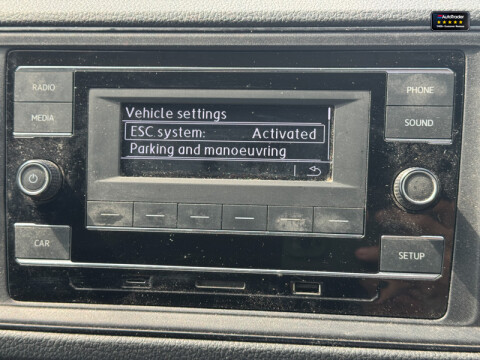 AutoTrader
RADIO
MEDIA
Vehicle settings
ESC system: Activated
Parking and manoeuvring
PHONE
SOUND
CAR
SETUP